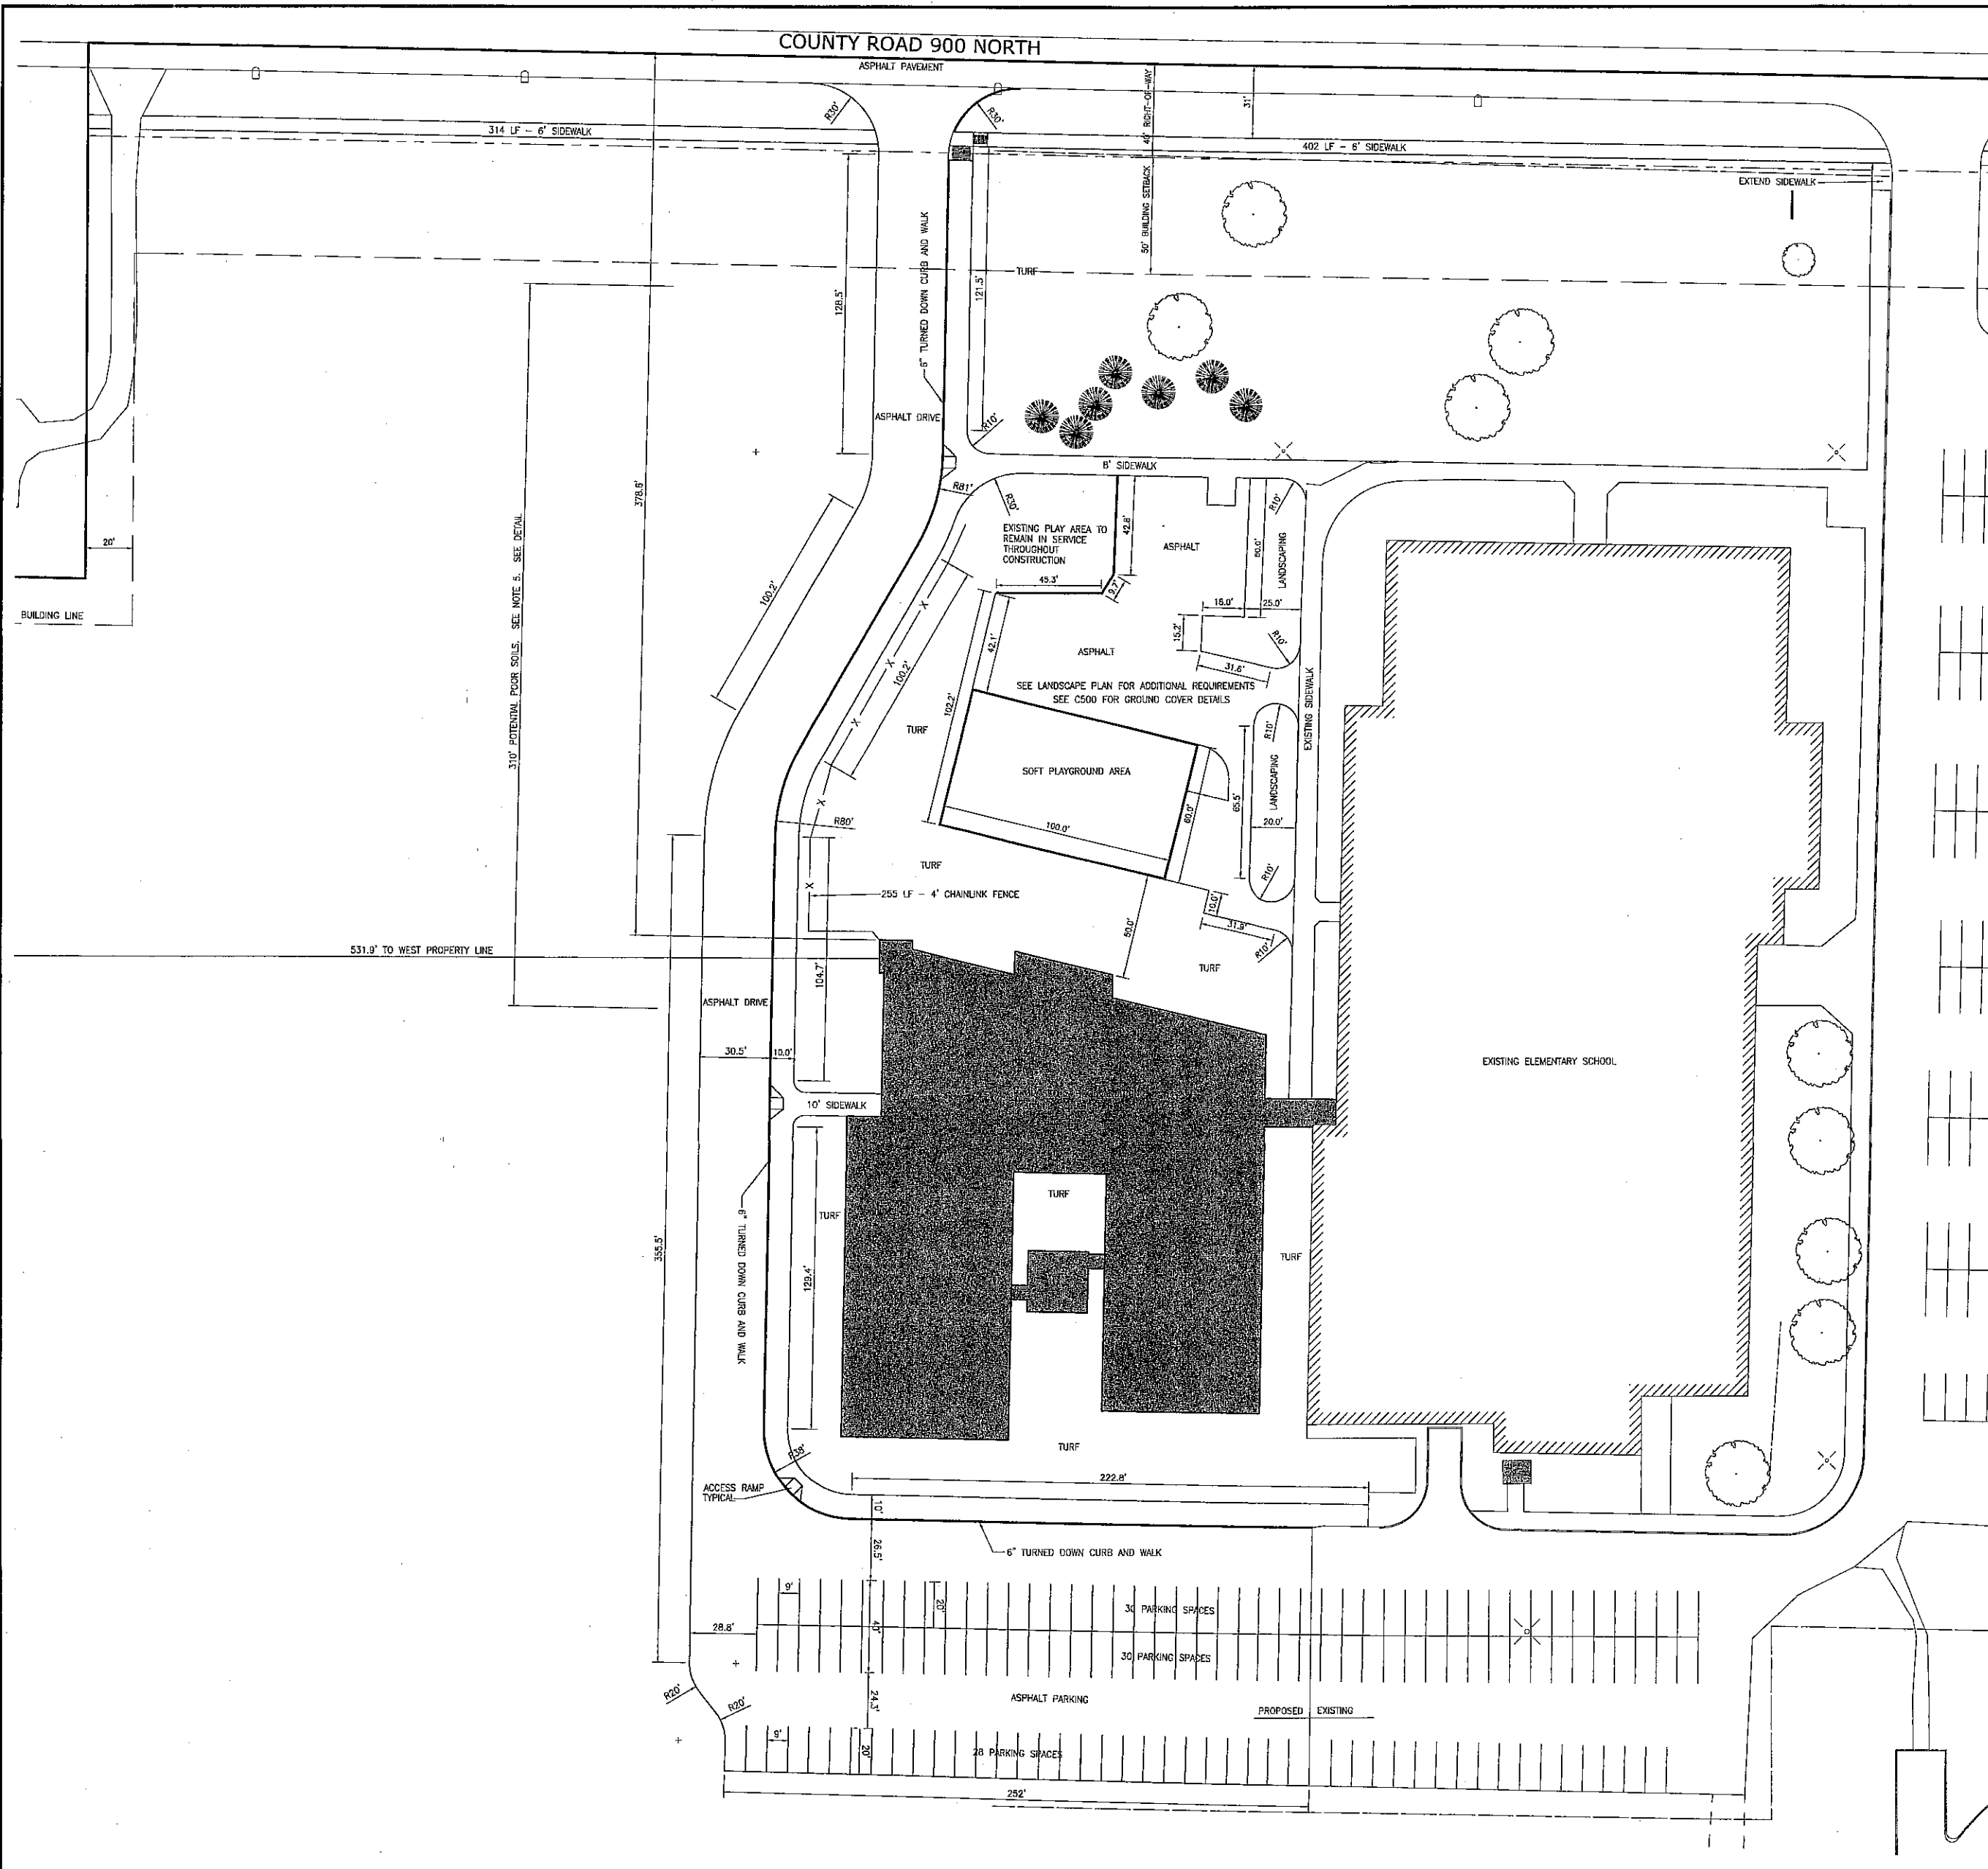 COUNTY ROAD 900 NORTH
ASPHALT PAVEMENT
R30'
R30'
40' RIGHT-OF-WAY
31'
314 LF - 6' SIDEWALK
402 LF - 6' SIDEWALK
EXTEND SIDEWALK
50' BUILDING SETBACK
6" TURNED DOWN CURB AND WALK
TURF
128.5'
121.5'
ASPHALT DRIVE
R10'
8' SIDEWALK
378.6'
R81'
R30'
R10'
EXISTING PLAY AREA TO
REMAIN IN SERVICE
THROUGHOUT
CONSTRUCTION
42.8'
ASPHALT
LANDSCAPING
20'
45.3'
9.7'
310' POTENTIAL POOR SOILS. SEE NOTE 5. SEE DETAIL
100.2'
X
BUILDING LINE
16.0'
25.0'
15.2'
R10'
42.1'
ASPHALT
31.6'
X
100.2'
SEE LANDSCAPE PLAN FOR ADDITIONAL REQUIREMENTS
SEE C500 FOR GROUND COVER DETAILS
EXISTING SIDEWALK
102.2'
TURF
X
R10'
SOFT PLAYGROUND AREA
LANDSCAPING
65.5'
X
R80'
100.0'
60.0'
20.0'
TURF
R10'
X
255 LF - 4' CHAINLINK FENCE
10.0'
31.9'
R10'
531.9' TO WEST PROPERTY LINE
TURF
104.7'
ASPHALT DRIVE
30.5'
10.0'
EXISTING ELEMENTARY SCHOOL
10' SIDEWALK
TURF
TURF
TURF
6" TURNED DOWN CURB AND WALK
355.5'
129.4'
TURF
R38'
222.8'
ACCESS RAMP
TYPICAL
10'
26.5'
6" TURNED DOWN CURB AND WALK
9'
20'
30 PARKING SPACES
40'
28.8'
30 PARKING SPACES
R20'
R20'
24.3'
ASPHALT PARKING
PROPOSED
EXISTING
9'
20'
28 PARKING SPACES
252'